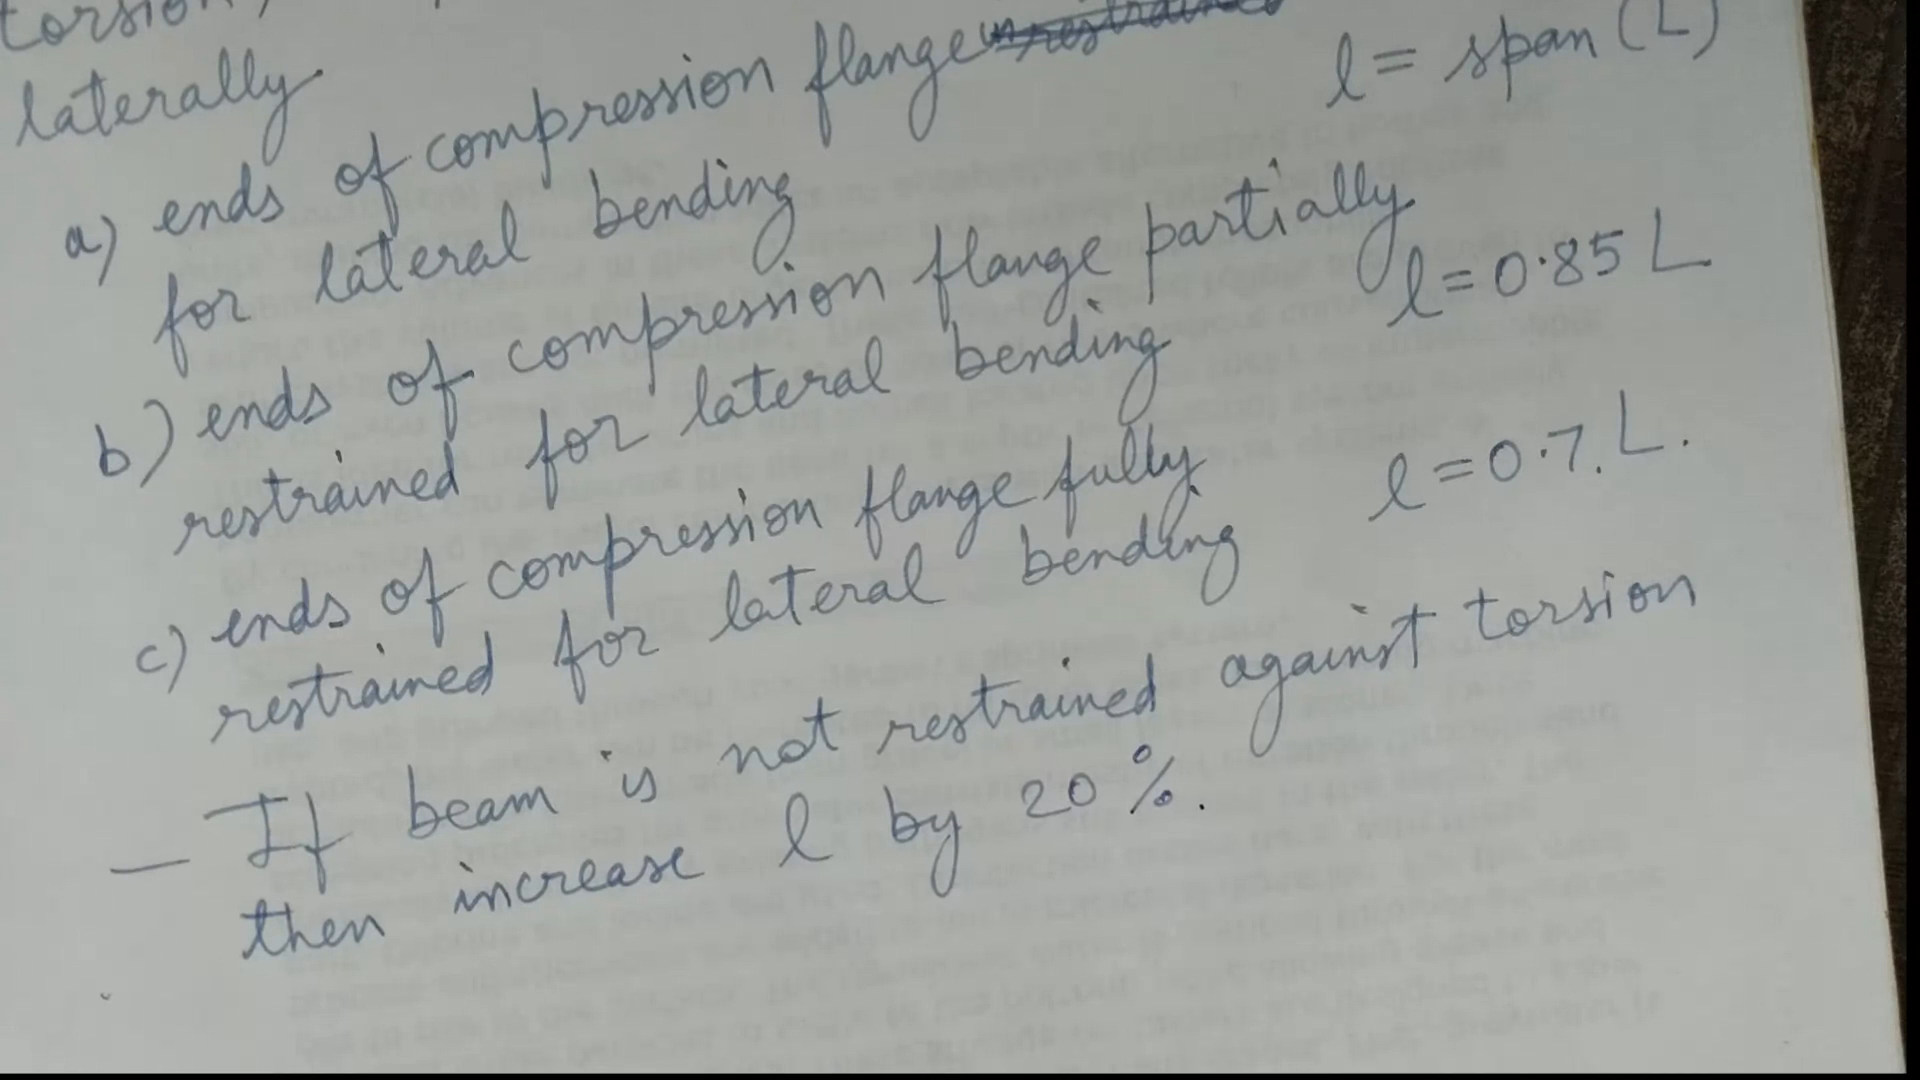 torsion,
laterally
a) ends of compression flange l = span (L)
for lateral bending
b) ends of compression flange partially
restrained for lateral bending l = 0.85 L
c) ends of compression flange fully
restrained for lateral bending l = 0.7. L.
— If beam is not restrained against torsion
then increase l by 20 %.